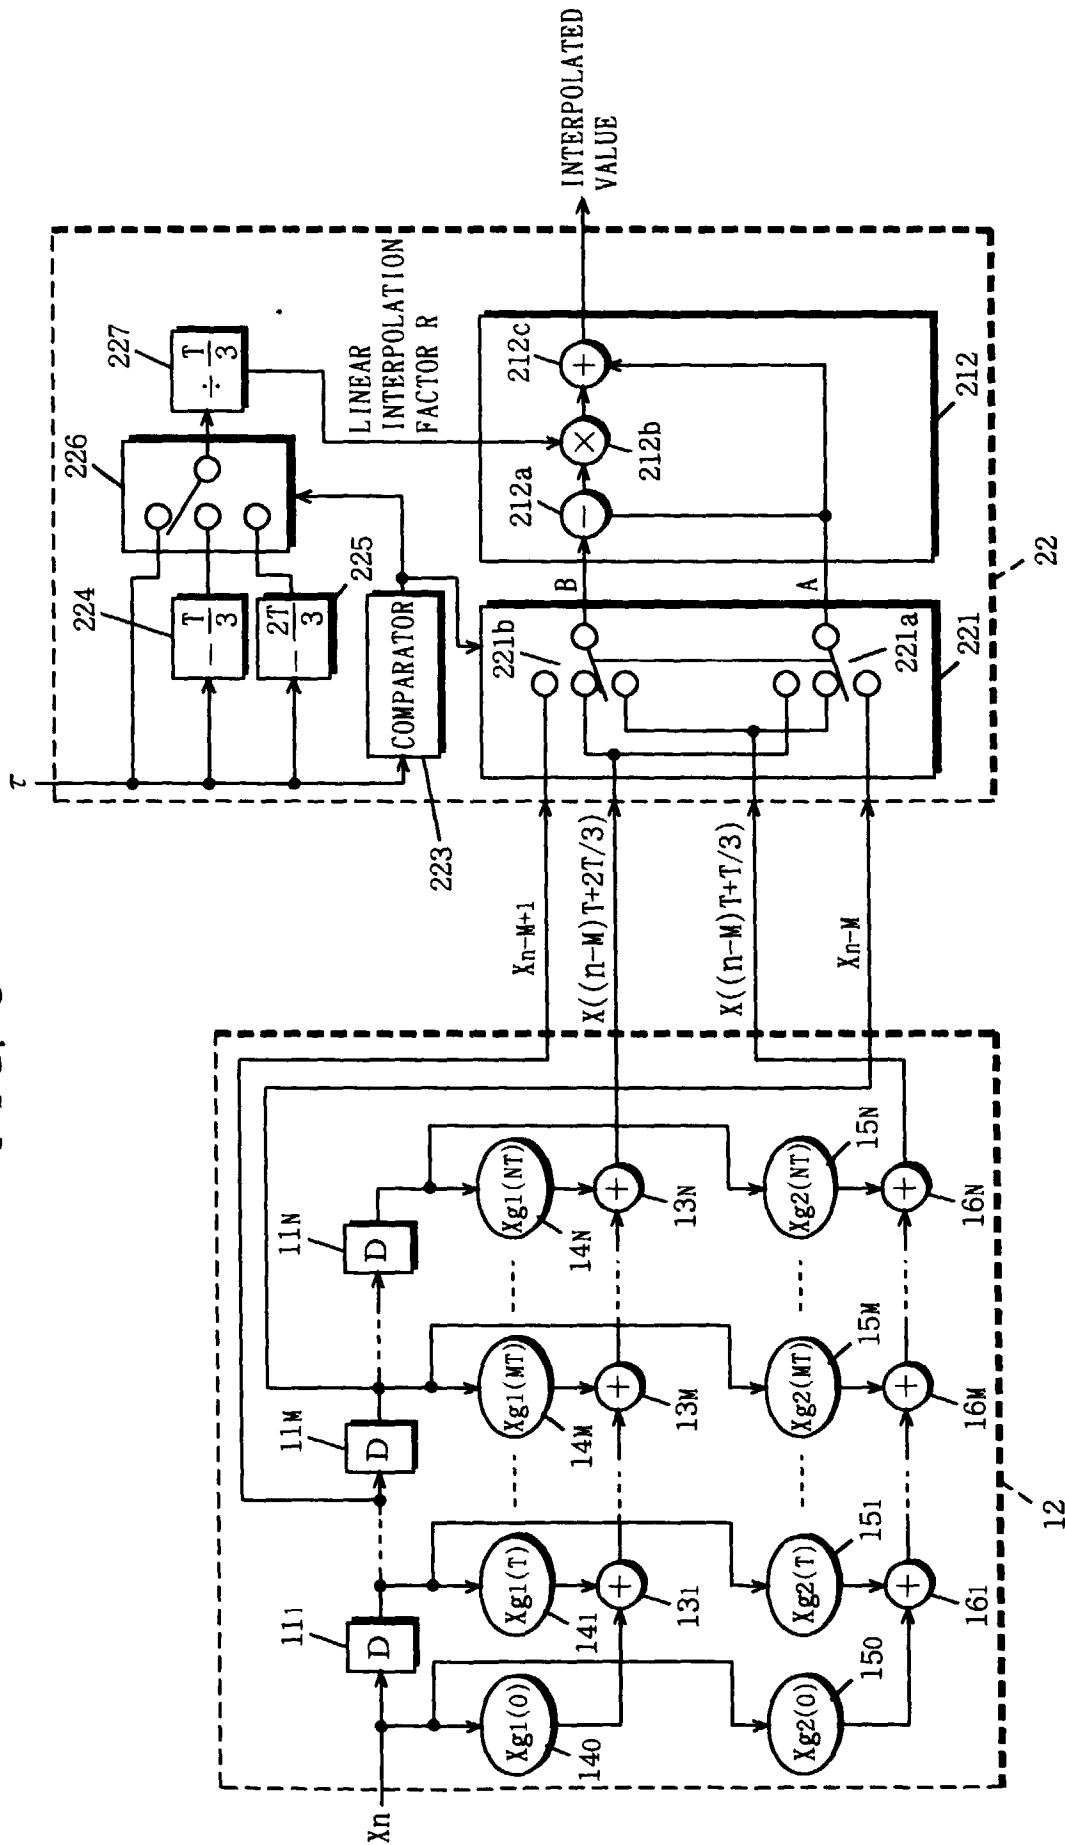 τ
224
− T/3
225
− 2T/3
226
227
÷ T/3
COMPARATOR
223
LINEAR
INTERPOLATION
FACTOR R
221b
221a
221
B
A
212a
−
212b
×
212c
+
212
22
INTERPOLATED
VALUE
Xn-M+1
X((n-M)T+2T/3)
X((n-M)T+T/3)
Xn-M
Xn
111
D
11M
D
11N
D
Xg1(0)
140
Xg1(T)
141
Xg1(MT)
14M
Xg1(NT)
14N
+
131
+
13M
+
13N
Xg2(0)
150
Xg2(T)
151
Xg2(MT)
15M
Xg2(NT)
15N
+
161
+
16M
+
16N
12